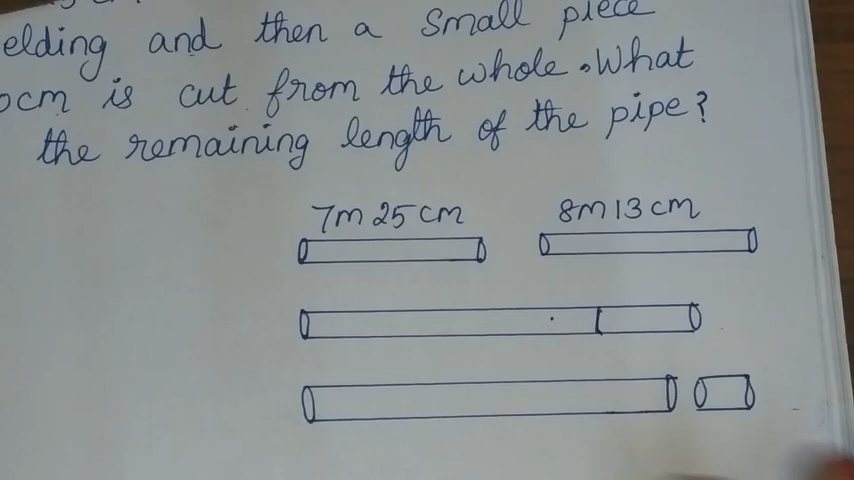 elding and then a small piece
0cm is cut from the whole. What
the remaining length of the pipe?
7m 25 cm 8m 13 cm